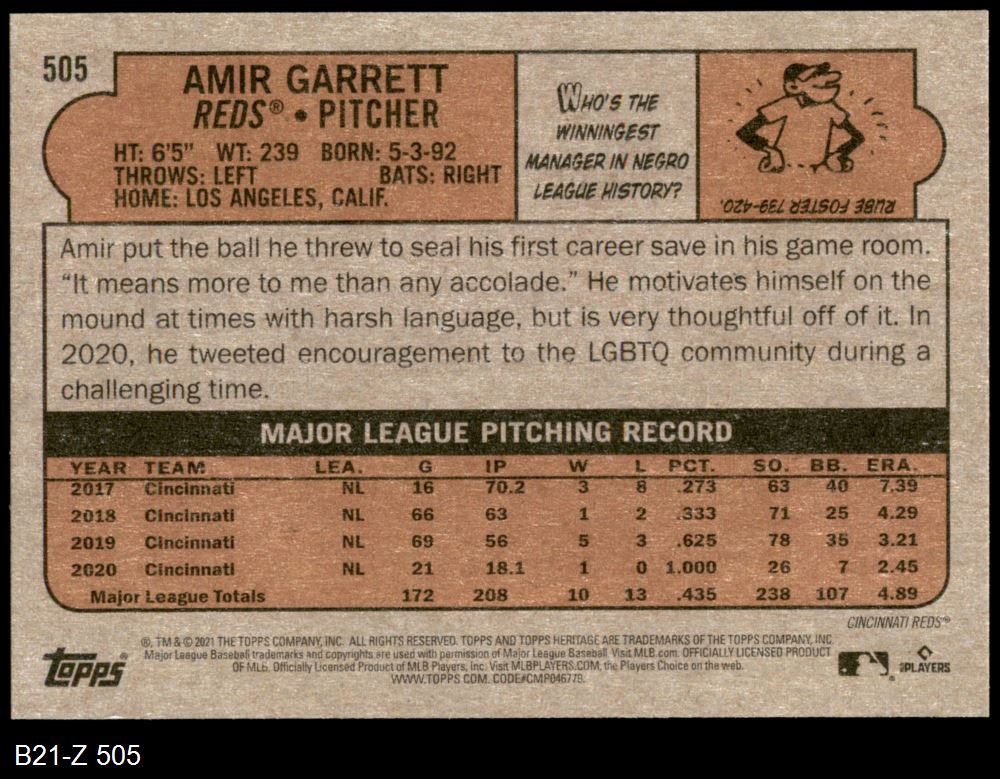 505
AMIR GARRETT
REDS® • PITCHER
HT: 6'5" WT: 239 BORN: 5-3-92
THROWS: LEFT BATS: RIGHT
HOME: LOS ANGELES, CALIF.
WHO'S THE
WINNINGEST
MANAGER IN NEGRO
LEAGUE HISTORY?
RUBE FOSTER 739-420.
Amir put the ball he threw to seal his first career save in his game room.
“It means more to me than any accolade.” He motivates himself on the
mound at times with harsh language, but is very thoughtful off of it. In
2020, he tweeted encouragement to the LGBTQ community during a
challenging time.
MAJOR LEAGUE PITCHING RECORD
YEAR TEAM LEA. G IP W L PCT. SO. BB. ERA.
2017 Cincinnati NL 16 70.2 3 8 .273 63 40 7.39
2018 Cincinnati NL 66 63 1 2 .333 71 25 4.29
2019 Cincinnati NL 69 56 5 3 .625 78 35 3.21
2020 Cincinnati NL 21 18.1 1 0 1.000 26 7 2.45
Major League Totals 172 208 10 13 .435 238 107 4.89
CINCINNATI REDS™
®, TM & © 2021 THE TOPPS COMPANY, INC. ALL RIGHTS RESERVED. TOPPS AND TOPPS HERITAGE ARE TRADEMARKS OF THE TOPPS COMPANY, INC.
Major League Baseball trademarks and copyrights are used with permission of Major League Baseball. Visit MLB.com. OFFICIALLY LICENSED PRODUCT
OF MLB. Officially Licensed Product of MLB Players, Inc. Visit MLBPLAYERS.COM, the Players Choice on the web.
WWW.TOPPS.COM. CODE#CMP046778.
Topps®
PLAYERS
B21-Z 505